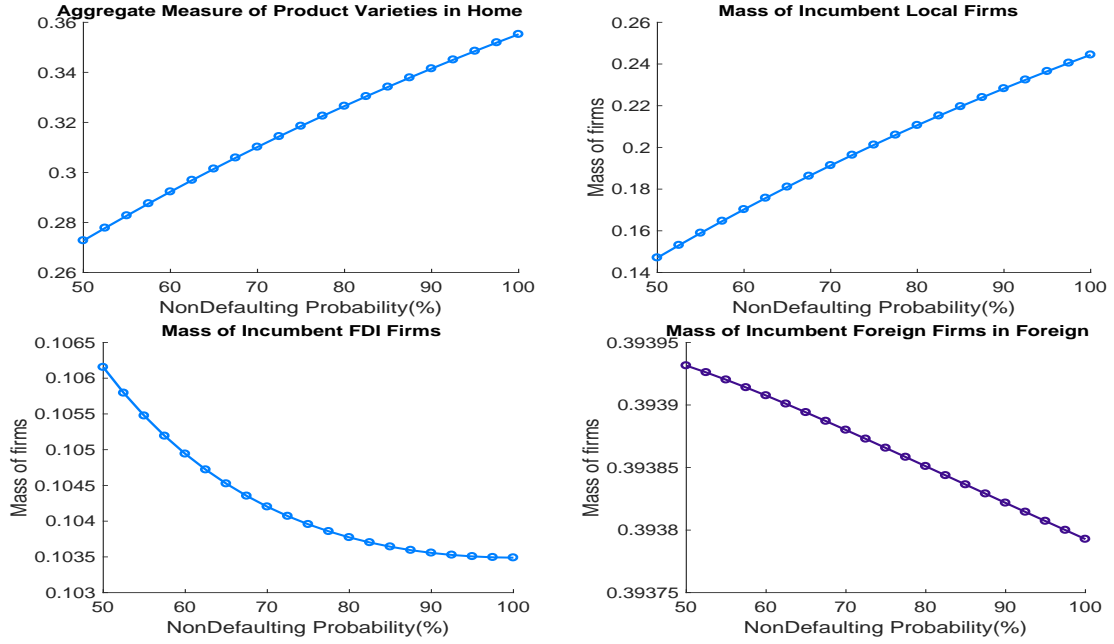 Aggregate Measure of Product Varieties in Home
0.36
0.34
0.32
0.3
0.28
0.26
50 60 70 80 90 100
NonDefaulting Probability(%)
Mass of Incumbent Local Firms
Mass of firms
0.26
0.24
0.22
0.2
0.18
0.16
0.14
50 60 70 80 90 100
NonDefaulting Probability(%)
Mass of Incumbent FDI Firms
Mass of firms
0.1065
0.106
0.1055
0.105
0.1045
0.104
0.1035
0.103
50 60 70 80 90 100
NonDefaulting Probability(%)
Mass of Incumbent Foreign Firms in Foreign
Mass of firms
0.39395
0.3939
0.39385
0.3938
0.39375
50 60 70 80 90 100
NonDefaulting Probability(%)